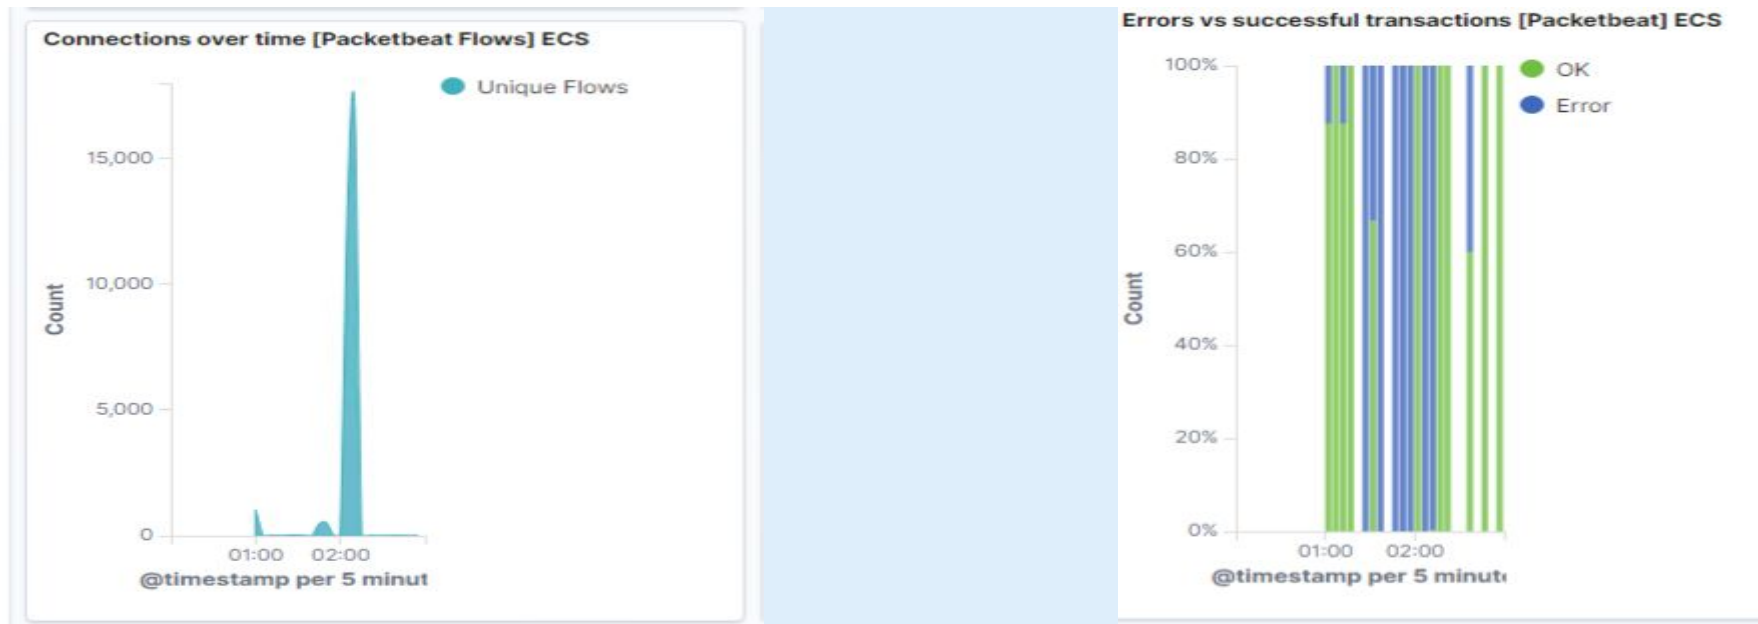 Connections over time [Packetbeat Flows] ECS
Unique Flows
15,000
10,000
5,000
0
Count
01:00 02:00
@timestamp per 5 minut
Errors vs successful transactions [Packetbeat] ECS
100%
OK
Error
80%
60%
40%
20%
0%
Count
01:00 02:00
@timestamp per 5 minute